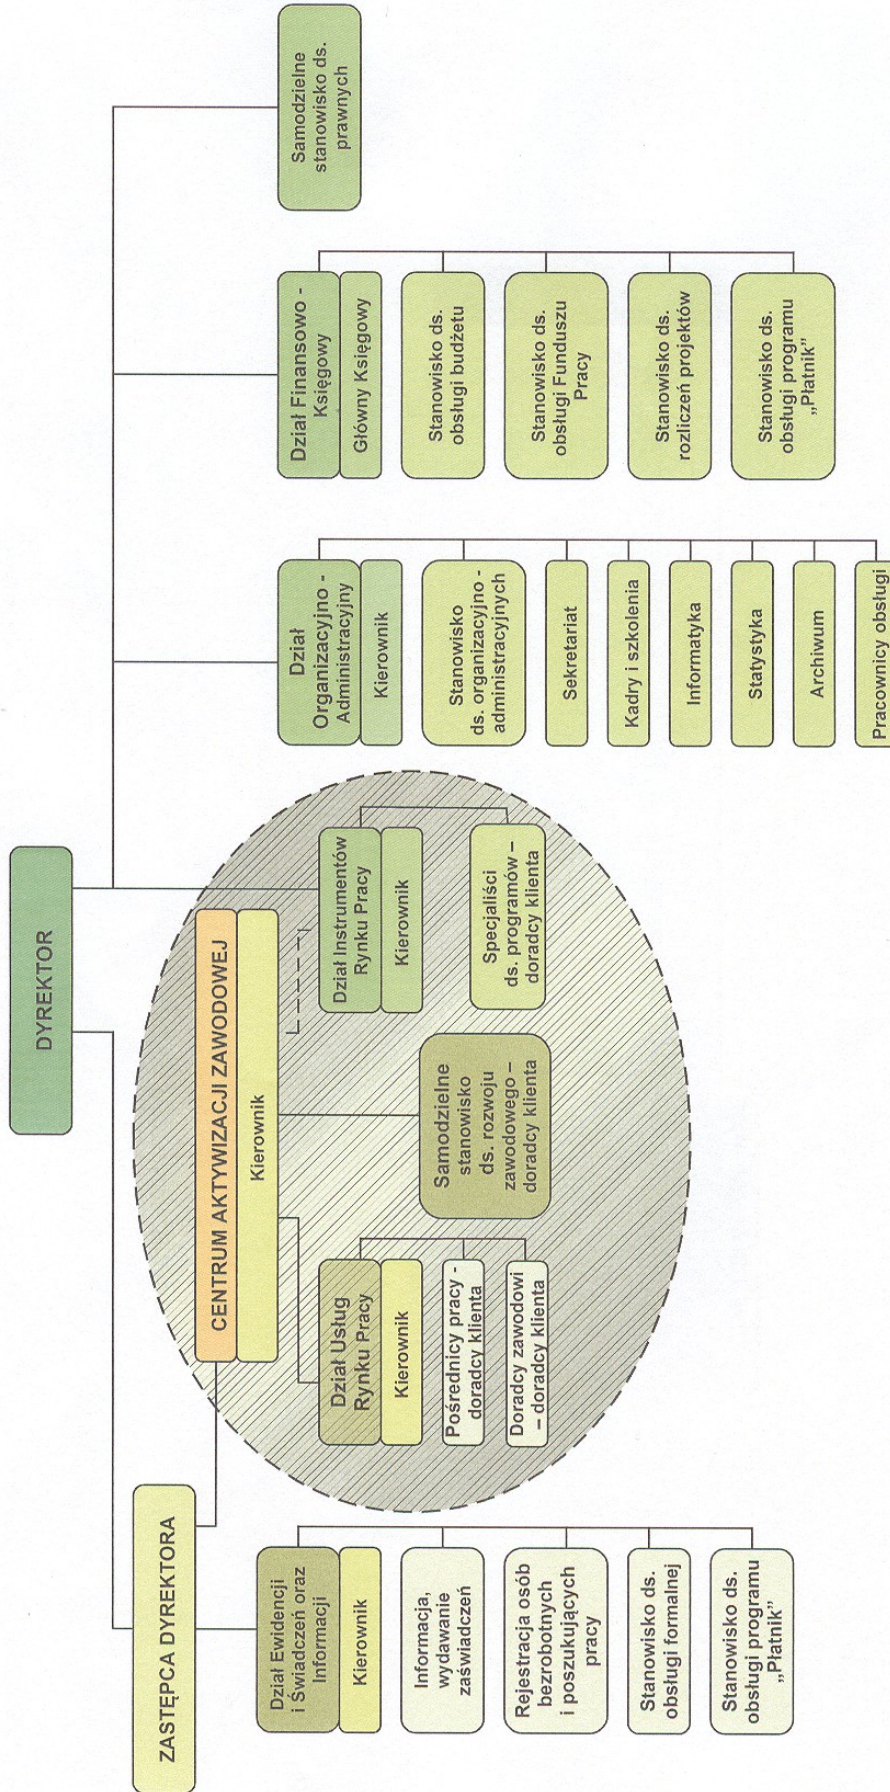 DYREKTOR
ZASTĘPCA DYREKTORA
CENTRUM AKTYWIZACJI ZAWODOWEJ
Kierownik
Dział Ewidencji
i Świadczeń oraz
Informacji
Kierownik
Informacja,
wydawanie
zaświadczeń
Rejestracja osób
bezrobotnych
i poszukujących
pracy
Stanowisko ds.
obsługi formalnej
Stanowisko ds.
obsługi programu
„Płatnik”
Dział Usług
Rynku Pracy
Kierownik
Pośrednicy pracy -
doradcy klienta
Doradcy zawodowi
– doradcy klienta
Samodzielne
stanowisko
ds. rozwoju
zawodowego –
doradcy klienta
Dział Instrumentów
Rynku Pracy
Kierownik
Specjaliści
ds. programów –
doradcy klienta
Dział
Organizacyjno -
Administracyjny
Kierownik
Stanowisko
ds. organizacyjno -
administracyjnych
Sekretariat
Kadry i szkolenia
Informatyka
Statystyka
Archiwum
Pracownicy obsługi
Dział Finansowo -
Księgowy
Główny Księgowy
Stanowisko ds.
obsługi budżetu
Stanowisko ds.
obsługi Funduszu
Pracy
Stanowisko ds.
rozliczeń projektów
Stanowisko ds.
obsługi programu
„Płatnik”
Samodzielne
stanowisko ds.
prawnych